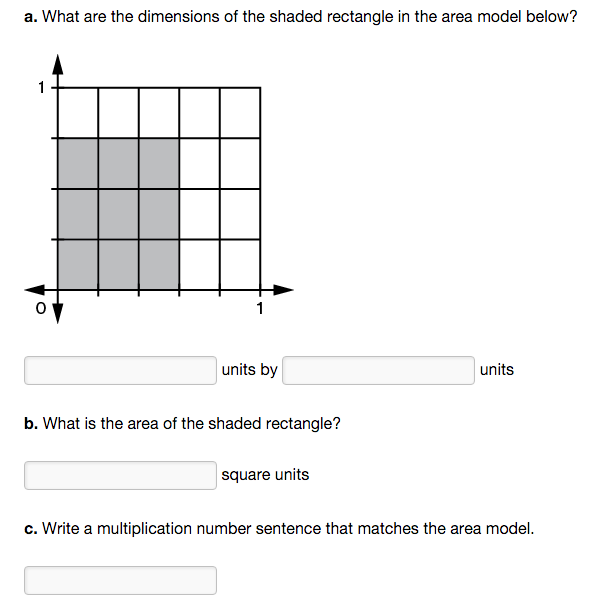 a. What are the dimensions of the shaded rectangle in the area model below?
1
0
1
units by
units
b. What is the area of the shaded rectangle?
square units
c. Write a multiplication number sentence that matches the area model.